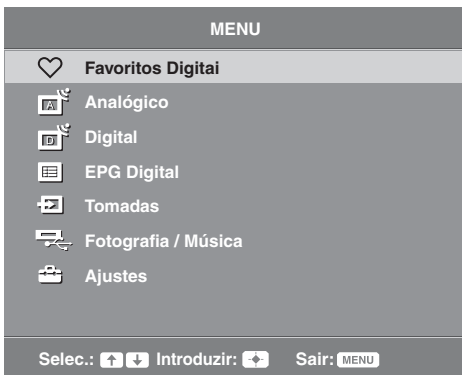 MENU
Favoritos Digitai
A Analógico
D Digital
EPG Digital
Tomadas
Fotografia / Música
Ajustes
Selec.: ↑ ↓ Introduzir: Sair: MENU